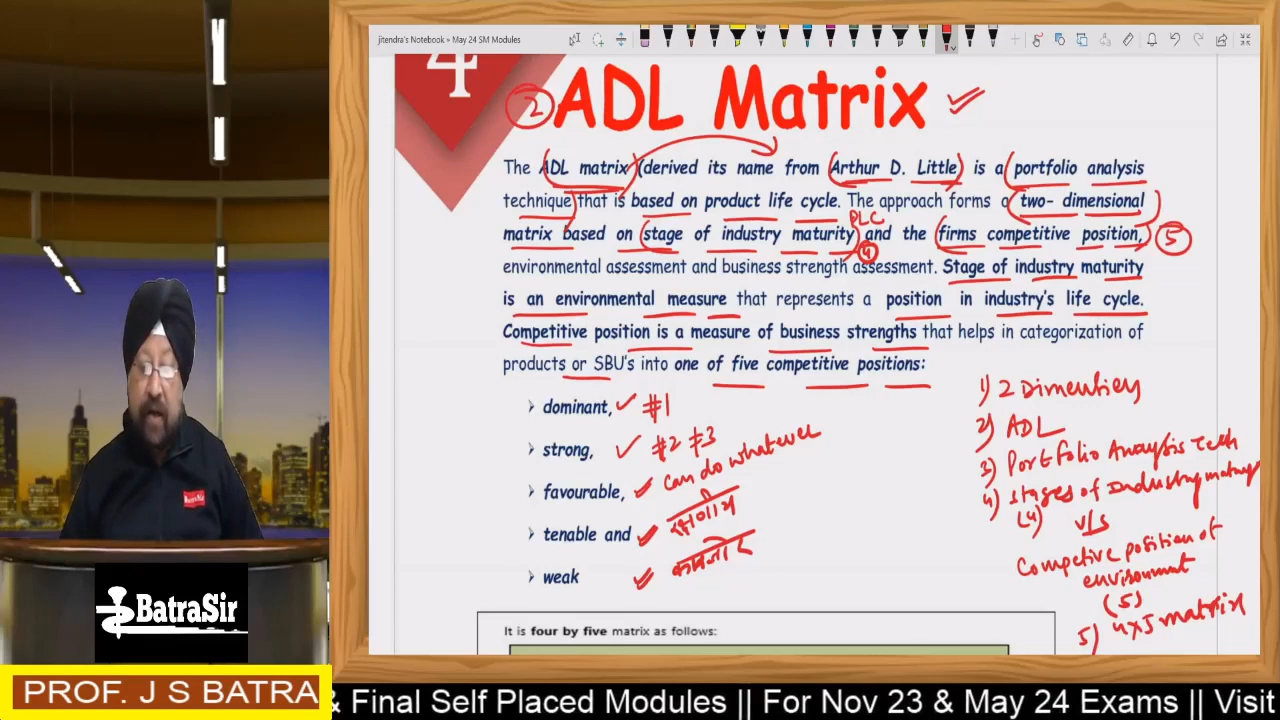 jitendra's Notebook » May 24 SM Modules
4
② ADL Matrix
The ADL matrix (derived its name from Arthur D. Little) is a portfolio analysis
technique that is based on product life cycle. The approach forms a two- dimensional
PLC
matrix based on stage of industry maturity and the firms competitive position, ⑤
④
environmental assessment and business strength assessment. Stage of industry maturity
is an environmental measure that represents a position in industry's life cycle.
Competitive position is a measure of business strengths that helps in categorization of
products or SBU's into one of five competitive positions:
dominant, #1
strong, #2 #3
favourable, can do whatever
tenable and
weak
कमजोर
1) 2 Dimentions
2) ADL
3) Portfolio Analysis Tech
4) Stages of Industry
(4) v/s
Competive position of
environment
(5)
5) 4x5 matrix
It is four by five matrix as follows:
BatraSir
BatraSir
PROF. J S BATRA
& Final Self Placed Modules || For Nov 23 & May 24 Exams || Visit